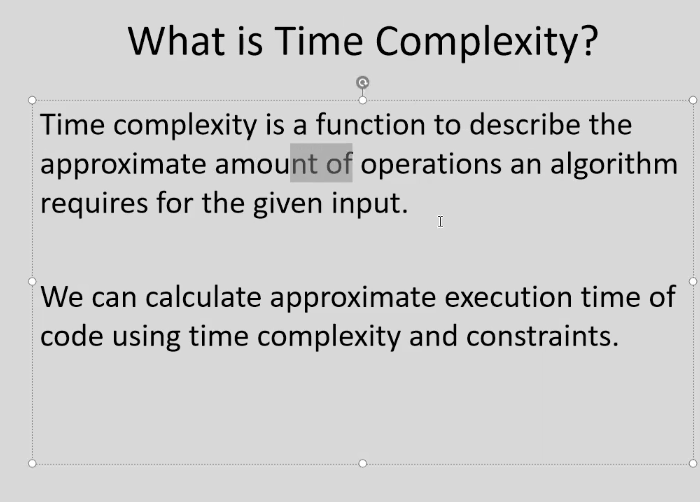 What is Time Complexity?
Time complexity is a function to describe the
approximate amount of operations an algorithm
requires for the given input.
We can calculate approximate execution time of
code using time complexity and constraints.